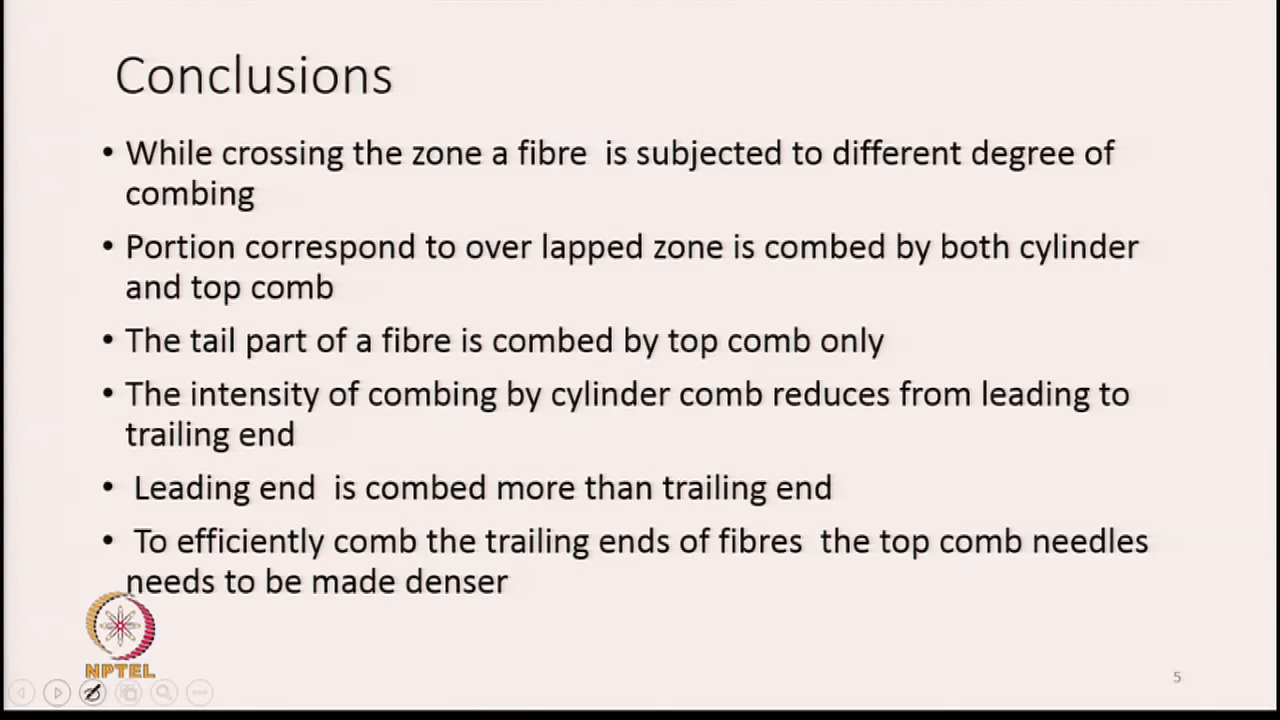 Conclusions
• While crossing the zone a fibre is subjected to different degree of
combing
• Portion correspond to over lapped zone is combed by both cylinder
and top comb
• The tail part of a fibre is combed by top comb only
• The intensity of combing by cylinder comb reduces from leading to
trailing end
• Leading end is combed more than trailing end
• To efficiently comb the trailing ends of fibres the top comb needles
needs to be made denser
NPTEL
5